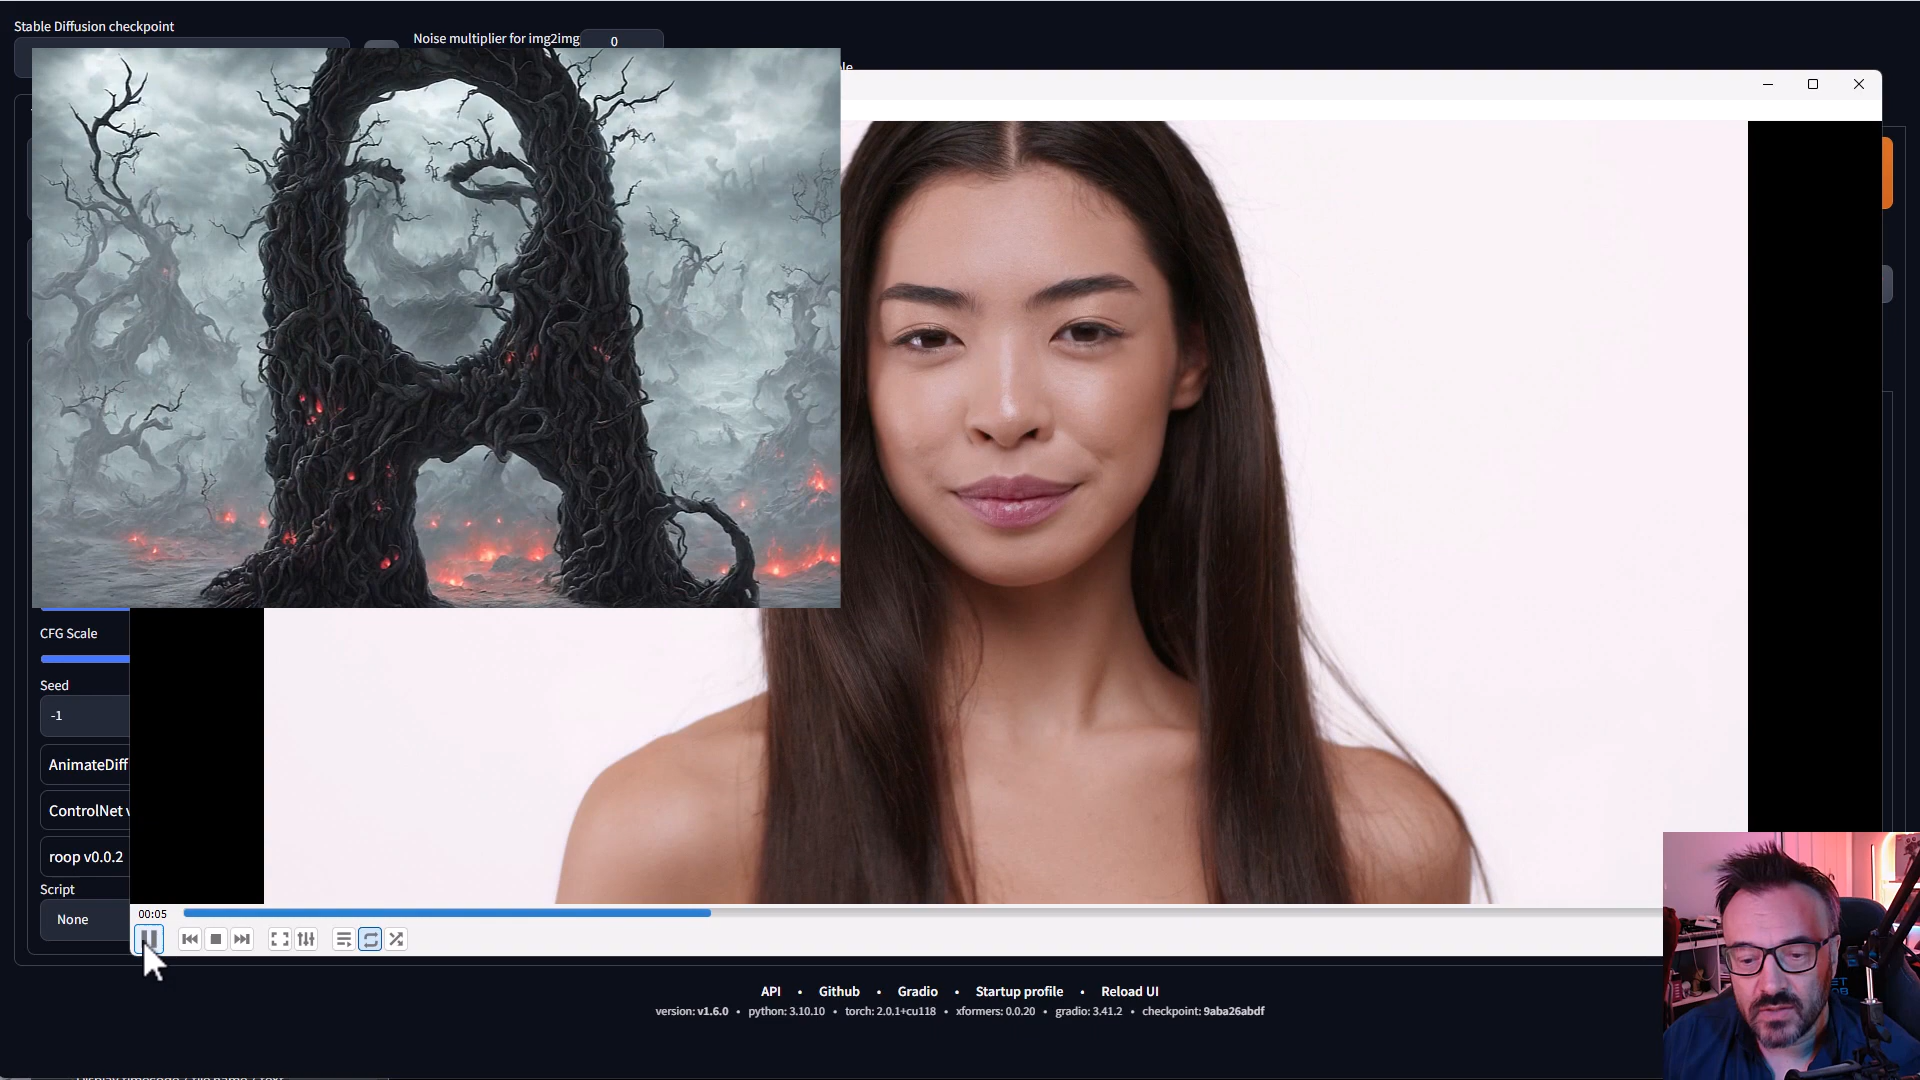 Stable Diffusion checkpoint
Noise multiplier for img2img
0
CFG Scale
Seed
-1
AnimateDiff
ControlNet v
roop v0.0.2
Script
None
00:05
API • Github • Gradio • Startup profile • Reload UI
version: v1.6.0 • python: 3.10.10 • torch: 2.0.1+cu118 • xformers: 0.0.20 • gradio: 3.41.2 • checkpoint: 9aba26abdf